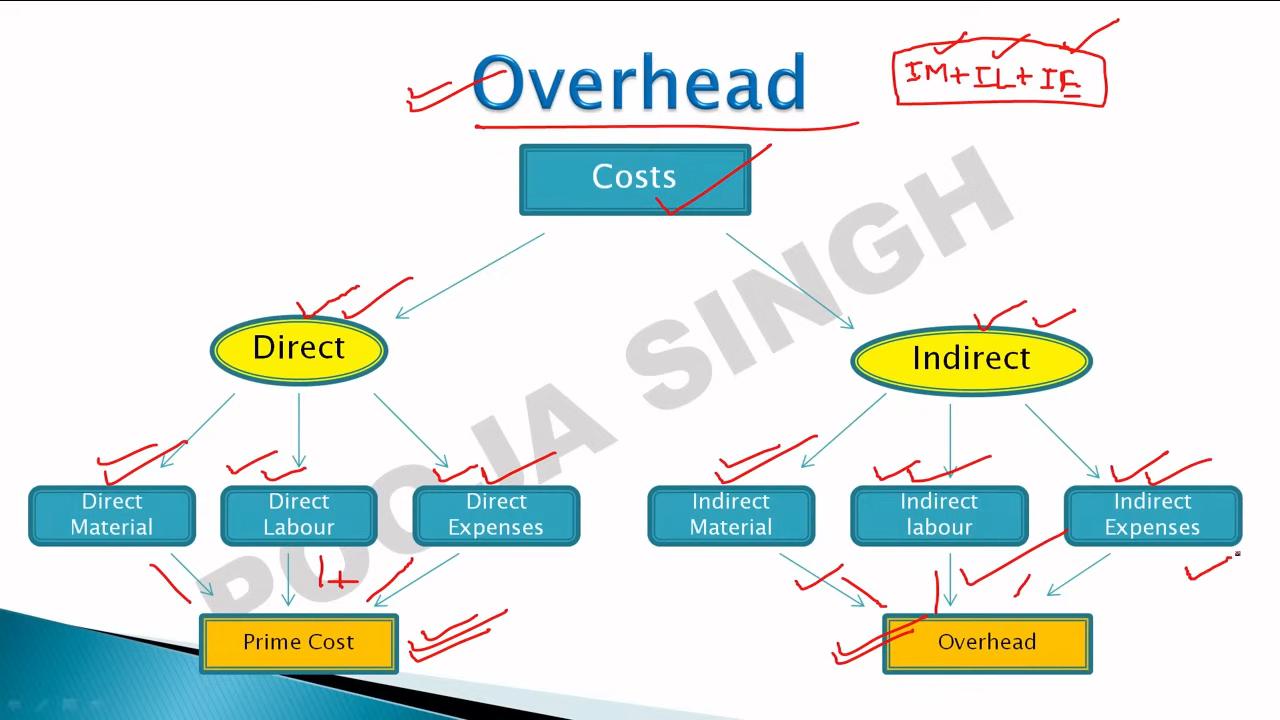 Overhead
IM+IL+IE
Costs
POOJA SINGH
Direct
Indirect
Direct
Material
Direct
Labour
Direct
Expenses
Indirect
Material
Indirect
labour
Indirect
Expenses
Prime Cost
Overhead